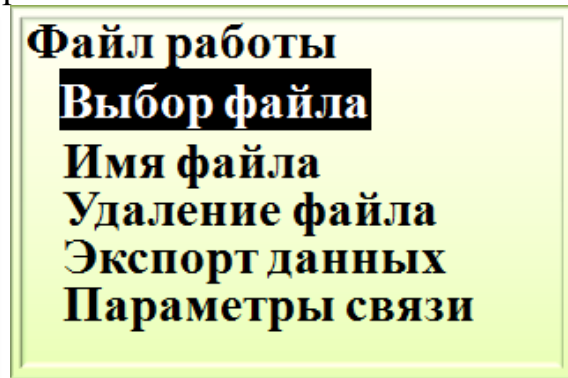 Файл работы
Выбор файла
Имя файла
Удаление файла
Экспорт данных
Параметры связи